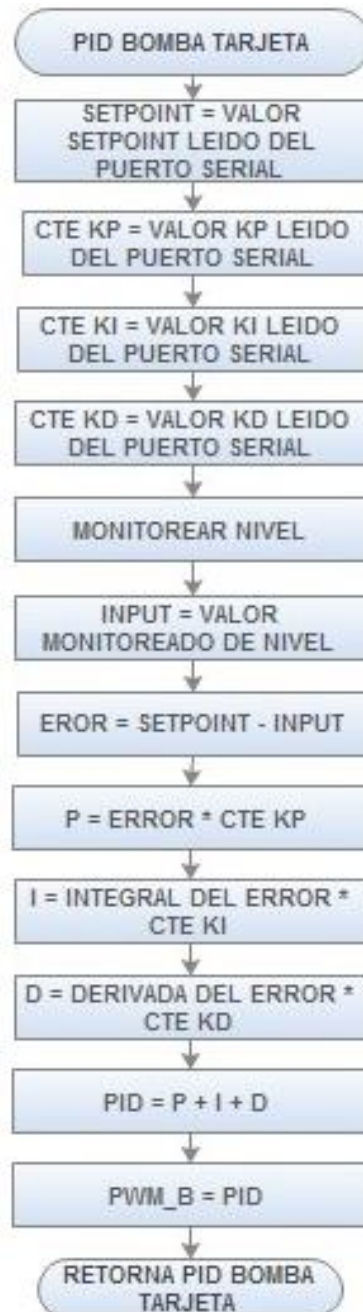 PID BOMBA TARJETA
SETPOINT = VALOR
SETPOINT LEIDO DEL
PUERTO SERIAL
CTE KP = VALOR KP LEIDO
DEL PUERTO SERIAL
CTE KI = VALOR KI LEIDO
DEL PUERTO SERIAL
CTE KD = VALOR KD LEIDO
DEL PUERTO SERIAL
MONITOREAR NIVEL
INPUT = VALOR
MONITOREADO DE NIVEL
EROR = SETPOINT - INPUT
P = ERROR * CTE KP
I = INTEGRAL DEL ERROR *
CTE KI
D = DERIVADA DEL ERROR *
CTE KD
PID = P + I + D
PWM_B = PID
RETORNA PID BOMBA
TARJETA